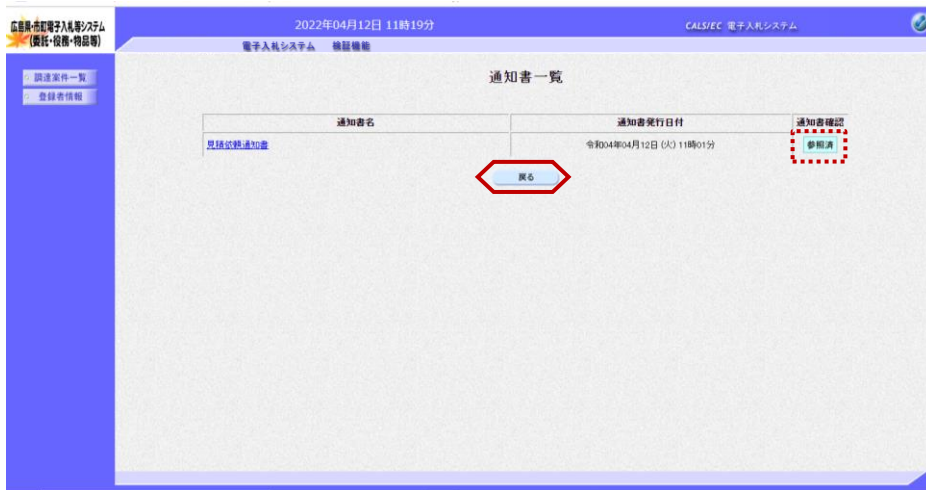 広島県・市町電子入札等システム
(委託・役務・物品等)
2022年04月12日 11時19分
CALS/EC 電子入札システム
電子入札システム 検証機能
調達案件一覧
登録者情報
通知書一覧
通知書名 通知書発行日付 通知書確認
見積依頼通知書 令和04年04月12日 (火) 11時01分 参照済
戻る